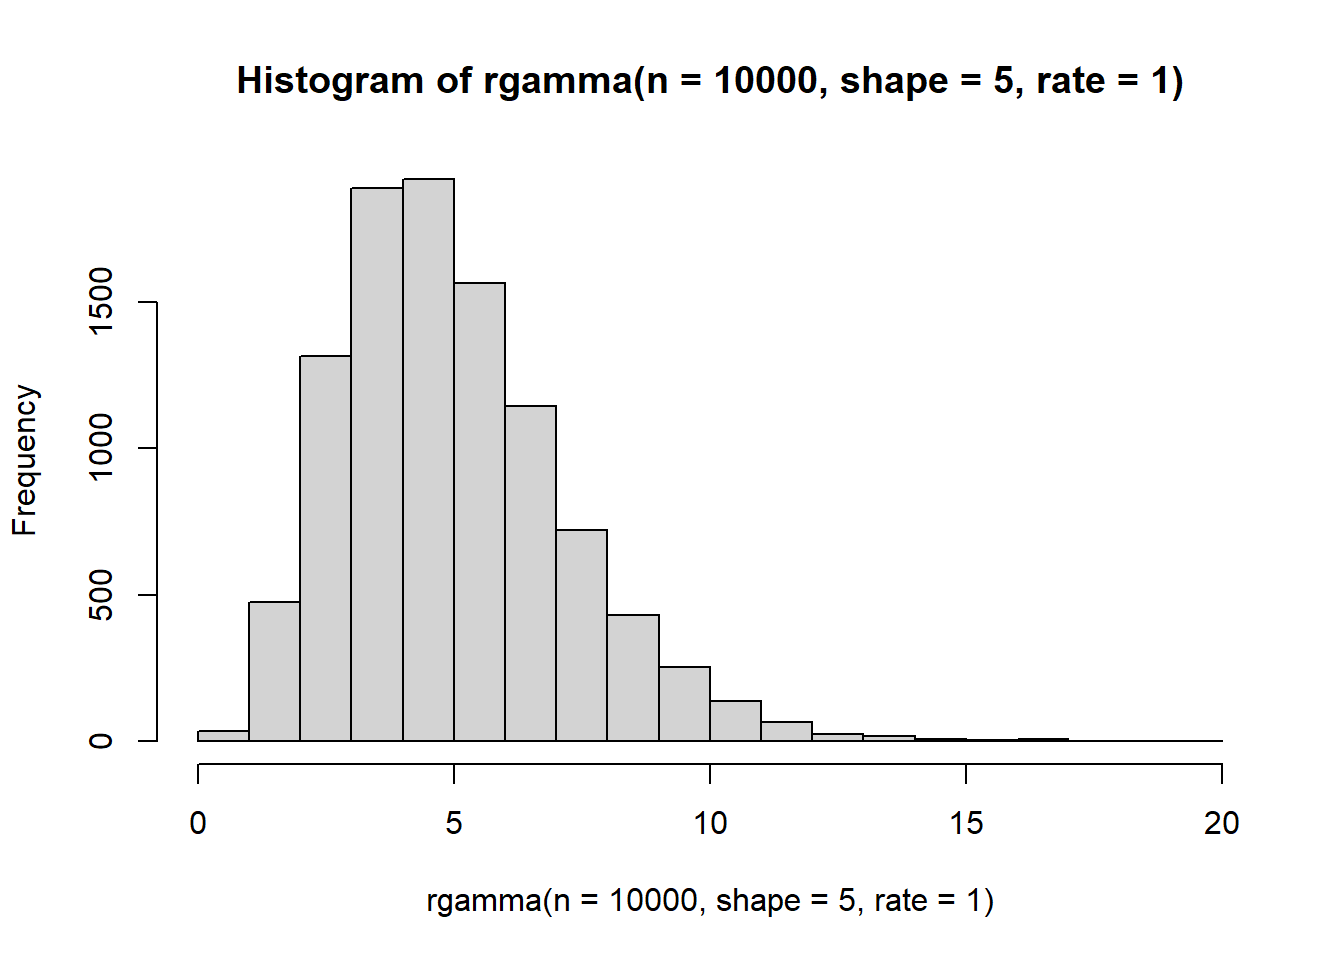 Histogram of rgamma(n = 10000, shape = 5, rate = 1)
Frequency
1500
1000
500
0
0 5 10 15 20
rgamma(n = 10000, shape = 5, rate = 1)